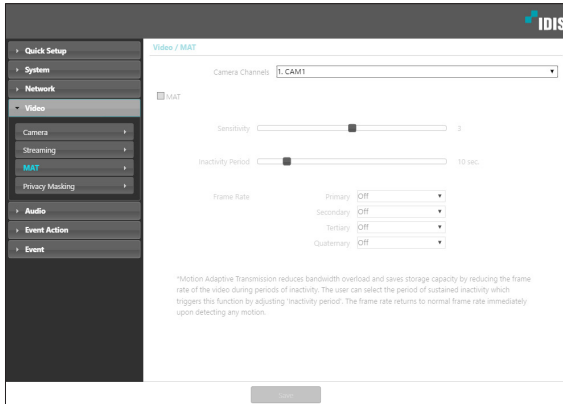 IDIS
Quick Setup
System
Network
Video
Camera
Streaming
MAT
Privacy Masking
Audio
Event Action
Event
Video / MAT
Camera Channels 1. CAM1
MAT
Sensitivity 3
Inactivity Period 10 sec.
Frame Rate Primary Off
Secondary Off
Tertiary Off
Quaternary Off
*Motion Adaptive Transmission reduces bandwidth overload and saves storage capacity by reducing the frame
rate of the video during periods of inactivity. The user can select the period of sustained inactivity which
triggers this function by adjusting 'Inactivity period'. The frame rate returns to normal frame rate immediately
upon detecting any motion.
Save